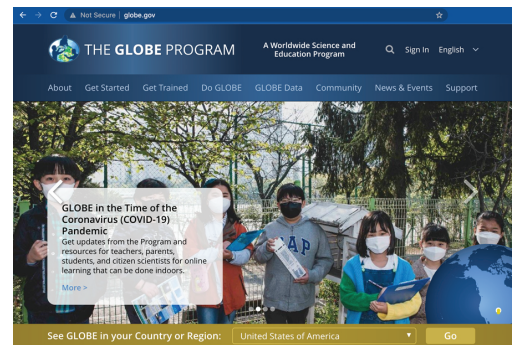 Not Secure | globe.gov
THE GLOBE PROGRAM
A Worldwide Science and
Education Program
Sign In English
About Get Started Get Trained Do GLOBE GLOBE Data Community News & Events Support
GLOBE in the Time of the
Coronavirus (COVID-19)
Pandemic
Get updates from the Program and
resources for teachers, parents,
students, and citizen scientists for online
learning that can be done indoors.
More >
GAP
See GLOBE in your Country or Region: United States of America Go